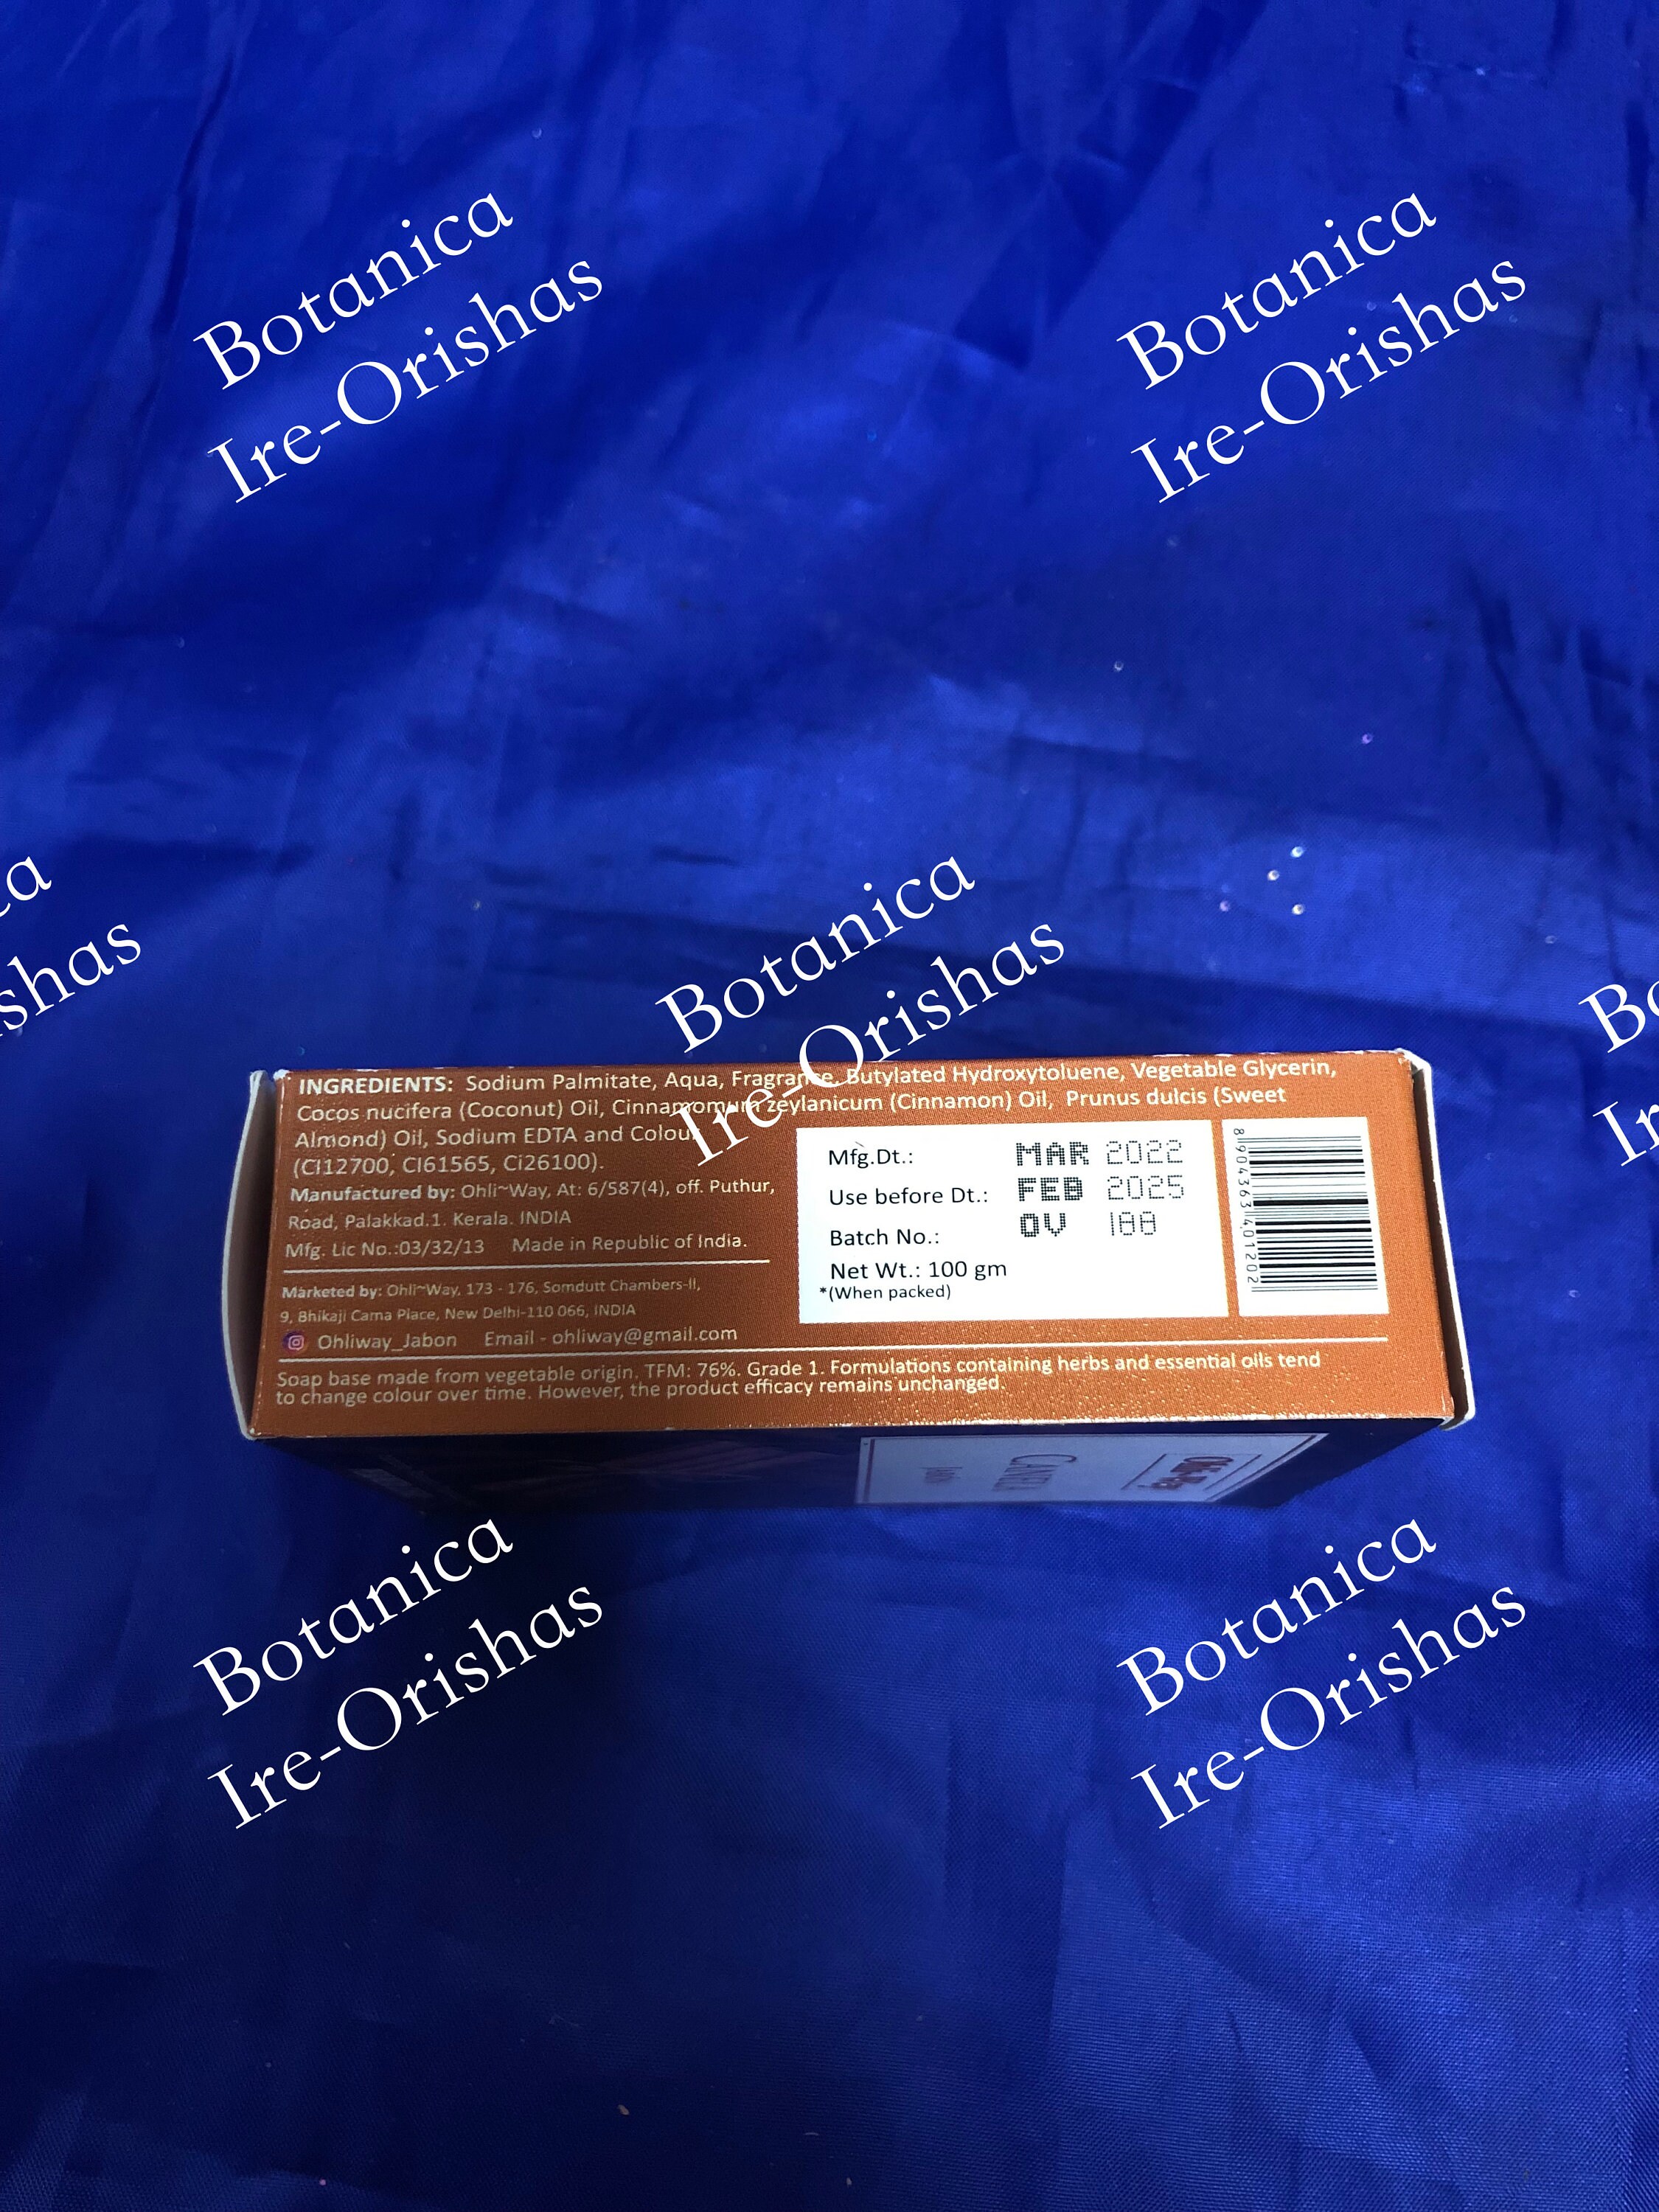 Botanica
Ire-Orishas
Botanica
Ire-Orishas
a
shas
Botanica
Ire-Orishas
Bo
Ir
INGREDIENTS: Sodium Palmitate, Aqua, Fragrance, Butylated Hydroxytoluene, Vegetable Glycerin,
Cocos nucifera (Coconut) Oil, Cinnamomum zeylanicum (Cinnamon) Oil, Prunus dulcis (Sweet
Almond) Oil, Sodium EDTA and Colour
(CI12700, CI61565, Ci26100).
Manufactured by: Ohli~Way, At: 6/587(4), off. Puthur,
Road, Palakkad.1. Kerala. INDIA
Mfg. Lic No.:03/32/13 Made in Republic of India.
Marketed by: Ohli~Way, 173 - 176, Somdutt Chambers-II,
9, Bhikaji Cama Place, New Delhi-110 066, INDIA
Ohliway_Jabon Email - ohliway@gmail.com
Mfg.Dt.: MAR 2022
Use before Dt.: FEB 2025
Batch No.: OV 188
Net Wt.: 100 gm
*(When packed)
8904363401202
Soap base made from vegetable origin. TFM: 76%. Grade 1. Formulations containing herbs and essential oils tend
to change colour over time. However, the product efficacy remains unchanged.
CANELA
Jabón
Botanica
Ire-Orishas
Botanica
Ire-Orishas